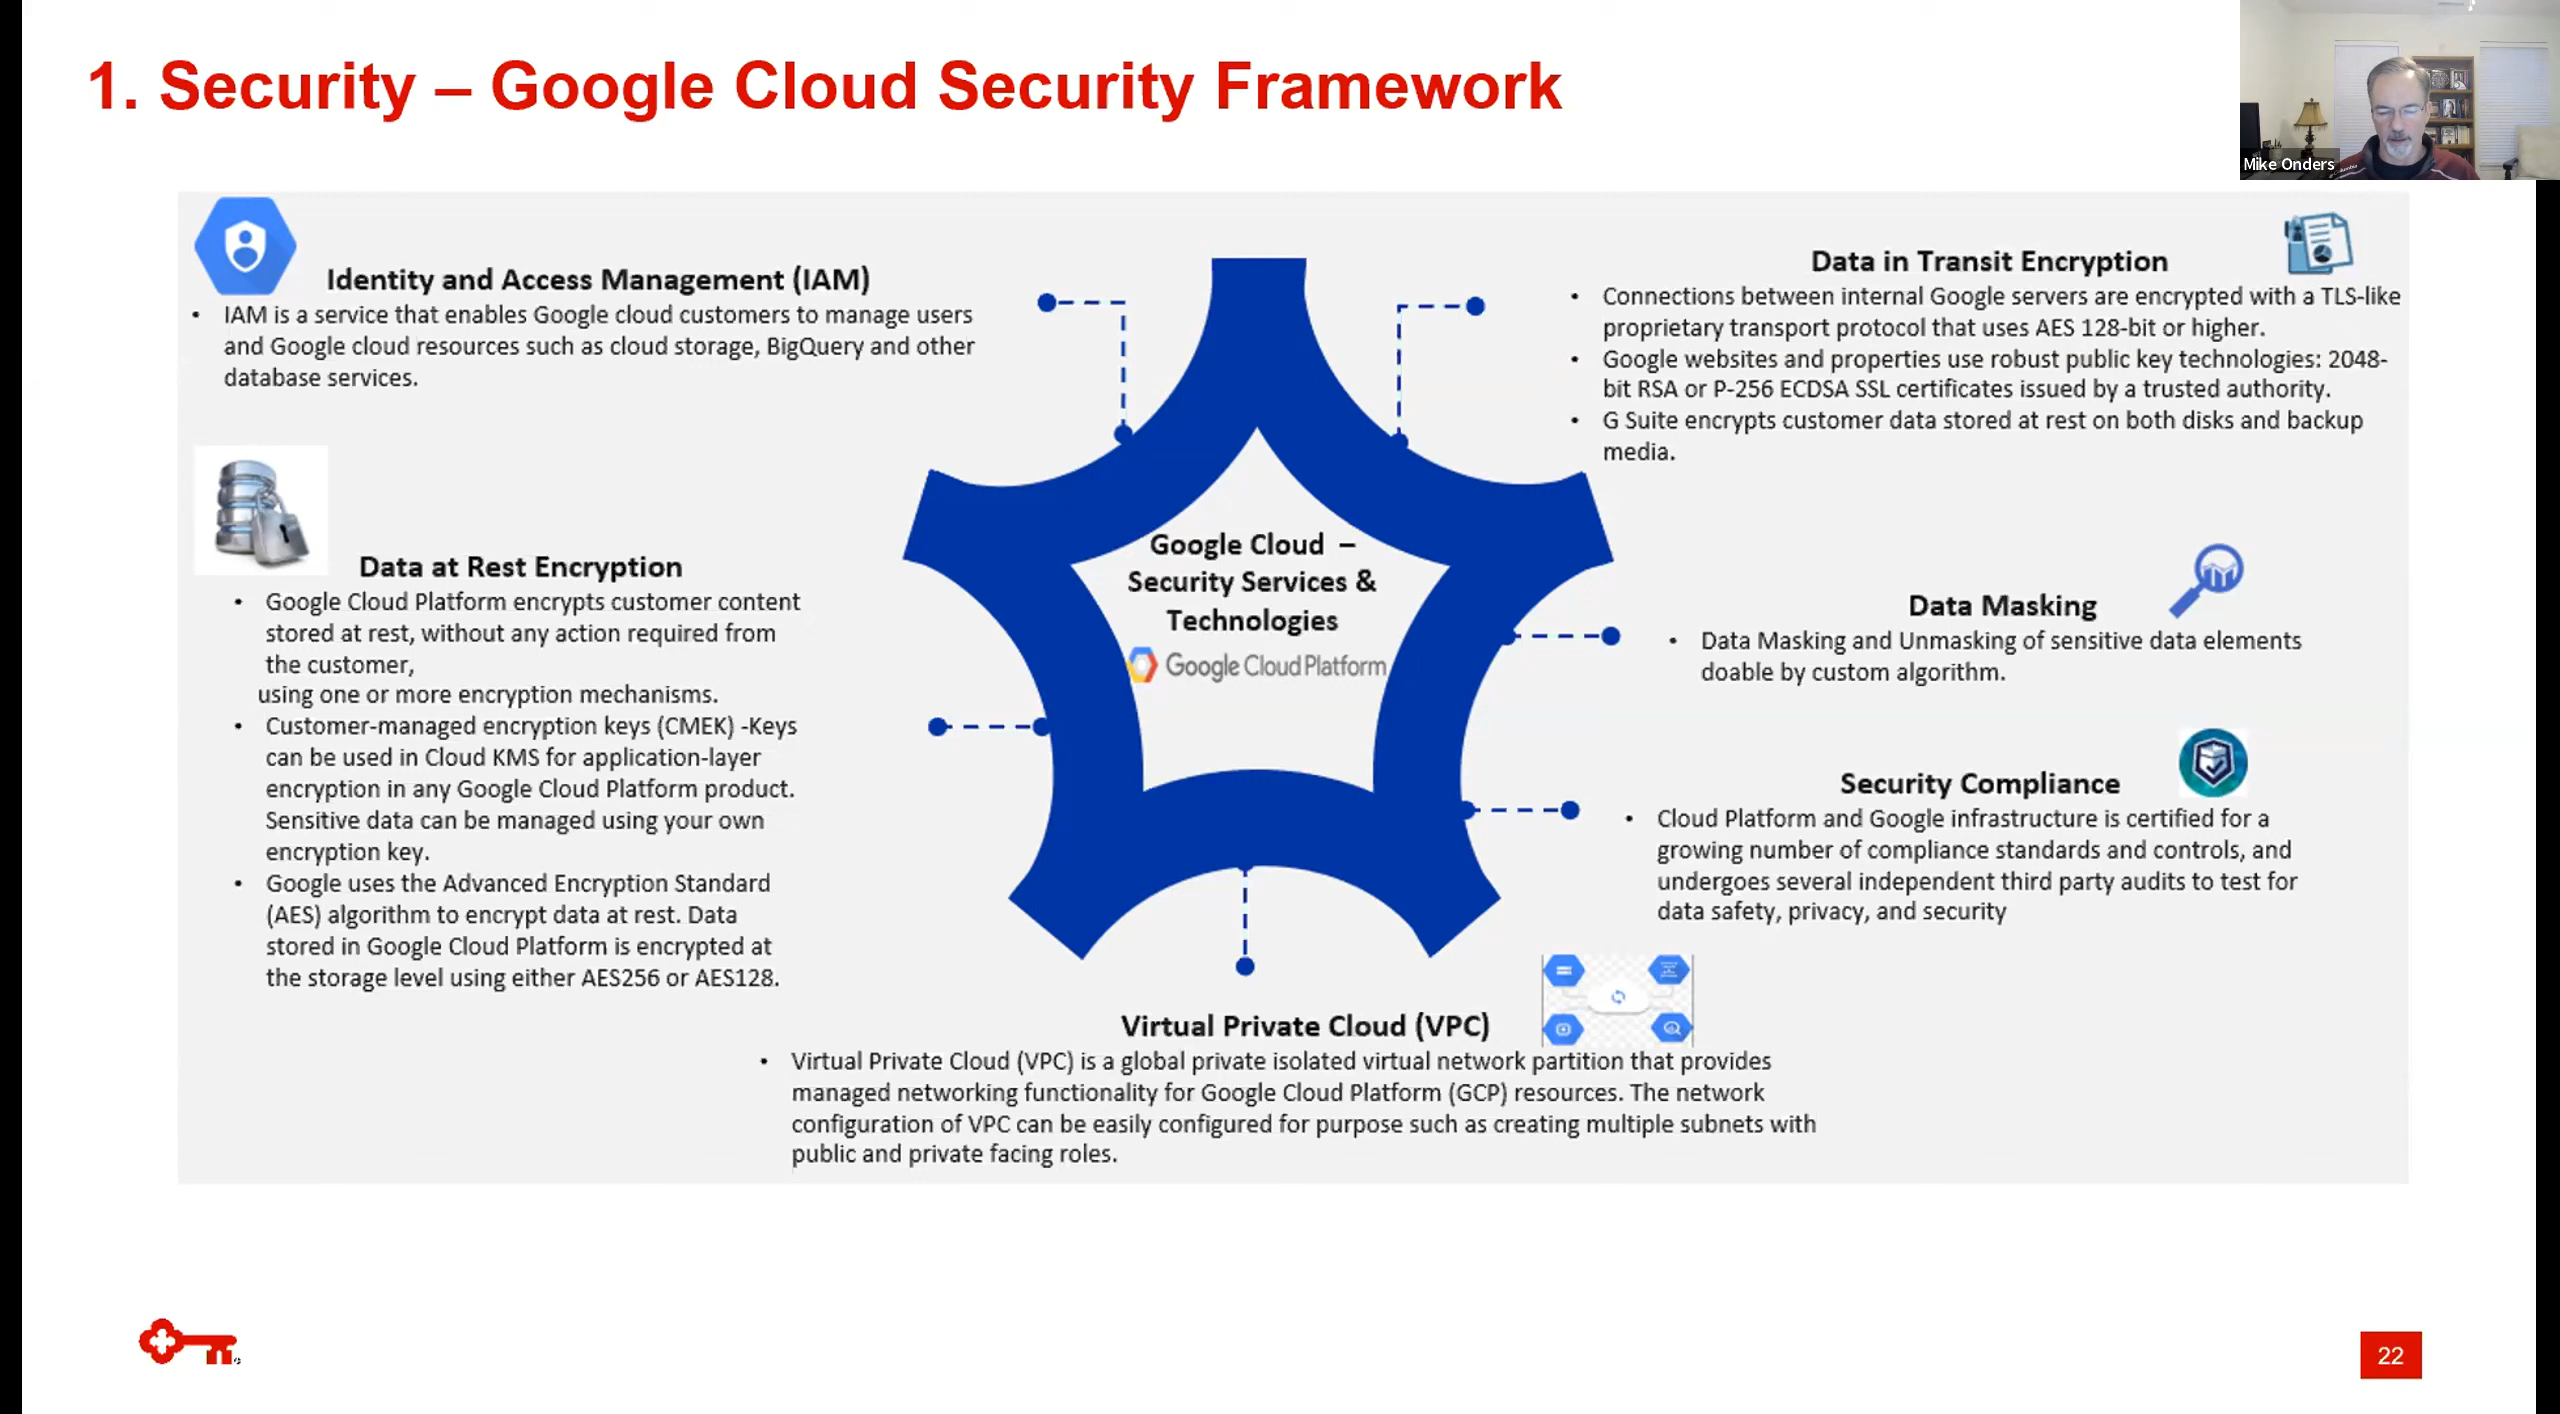 1. Security – Google Cloud Security Framework
Mike Onders
Identity and Access Management (IAM)
• IAM is a service that enables Google cloud customers to manage users
and Google cloud resources such as cloud storage, BigQuery and other
database services.
Data at Rest Encryption
• Google Cloud Platform encrypts customer content
stored at rest, without any action required from
the customer,
using one or more encryption mechanisms.
• Customer-managed encryption keys (CMEK) -Keys
can be used in Cloud KMS for application-layer
encryption in any Google Cloud Platform product.
Sensitive data can be managed using your own
encryption key.
• Google uses the Advanced Encryption Standard
(AES) algorithm to encrypt data at rest. Data
stored in Google Cloud Platform is encrypted at
the storage level using either AES256 or AES128.
Google Cloud –
Security Services &
Technologies
Google Cloud Platform
Data in Transit Encryption
• Connections between internal Google servers are encrypted with a TLS-like
proprietary transport protocol that uses AES 128-bit or higher.
• Google websites and properties use robust public key technologies: 2048-
bit RSA or P-256 ECDSA SSL certificates issued by a trusted authority.
• G Suite encrypts customer data stored at rest on both disks and backup
media.
Data Masking
• Data Masking and Unmasking of sensitive data elements
doable by custom algorithm.
Security Compliance
• Cloud Platform and Google infrastructure is certified for a
growing number of compliance standards and controls, and
undergoes several independent third party audits to test for
data safety, privacy, and security
Virtual Private Cloud (VPC)
• Virtual Private Cloud (VPC) is a global private isolated virtual network partition that provides
managed networking functionality for Google Cloud Platform (GCP) resources. The network
configuration of VPC can be easily configured for purpose such as creating multiple subnets with
public and private facing roles.
22